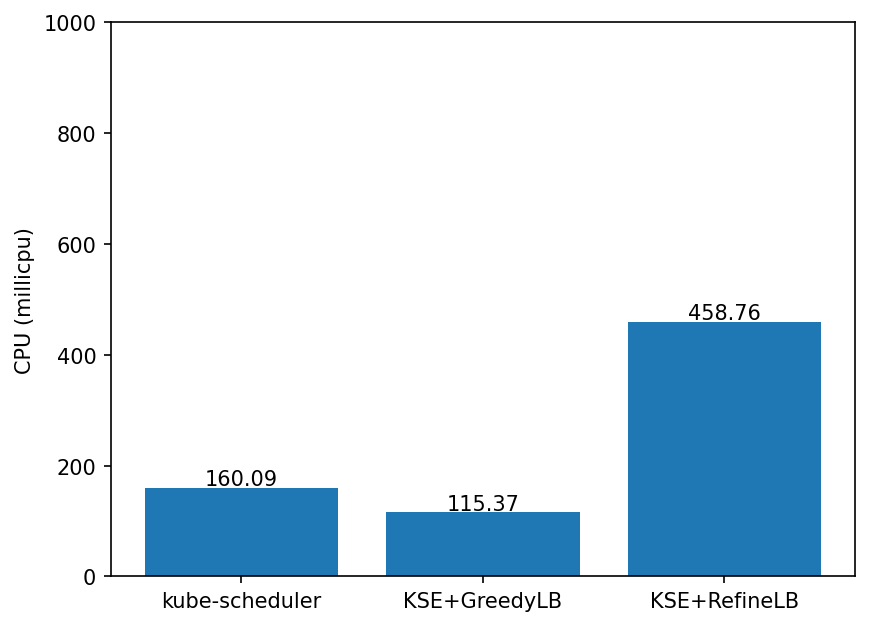 1000
800
600
400
200
0
CPU (millicpu)
160.09
115.37
458.76
kube-scheduler
KSE+GreedyLB
KSE+RefineLB